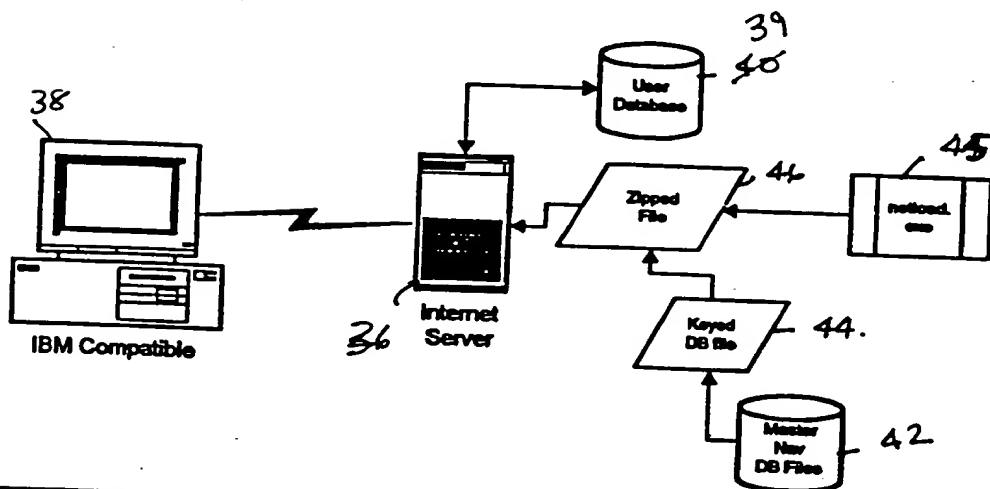 39
40
User
Database
38
45
46
Zipped
File
netload.
exe
IBM Compatible
36
Internet
Server
Keyed
DB file
44.
Master
Nav
DB Files
42